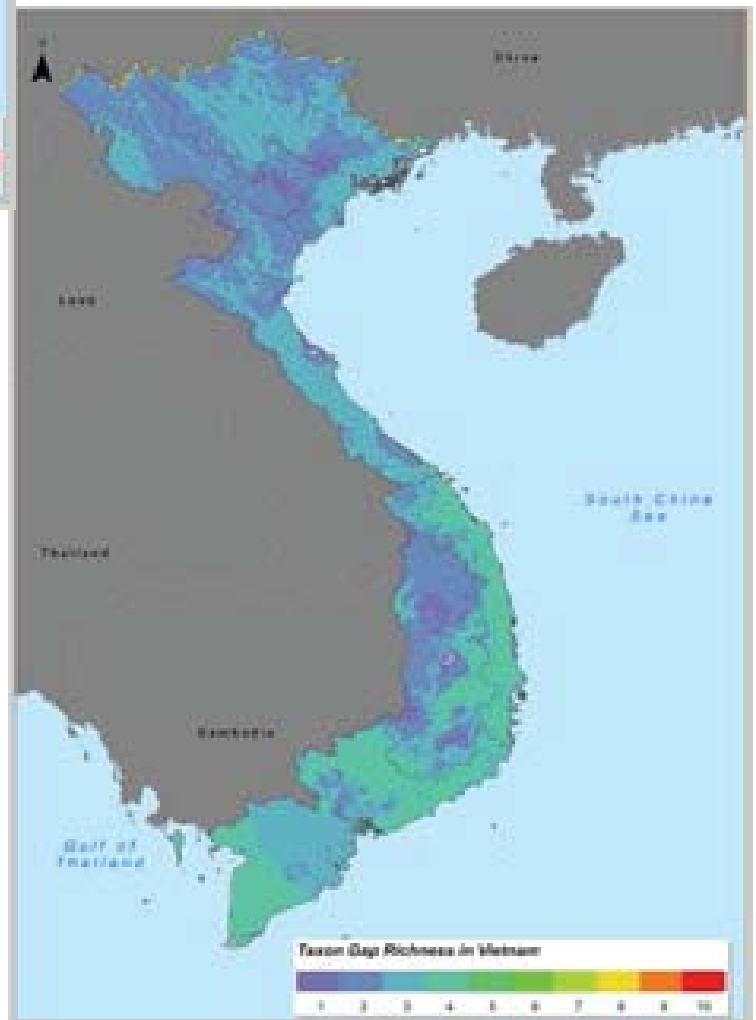 China
Laos
South China
Sea
Thailand
Cambodia
Gulf of
Thailand
Taxon Gap Richness in Vietnam
1 2 3 4 5 6 7 8 9 10